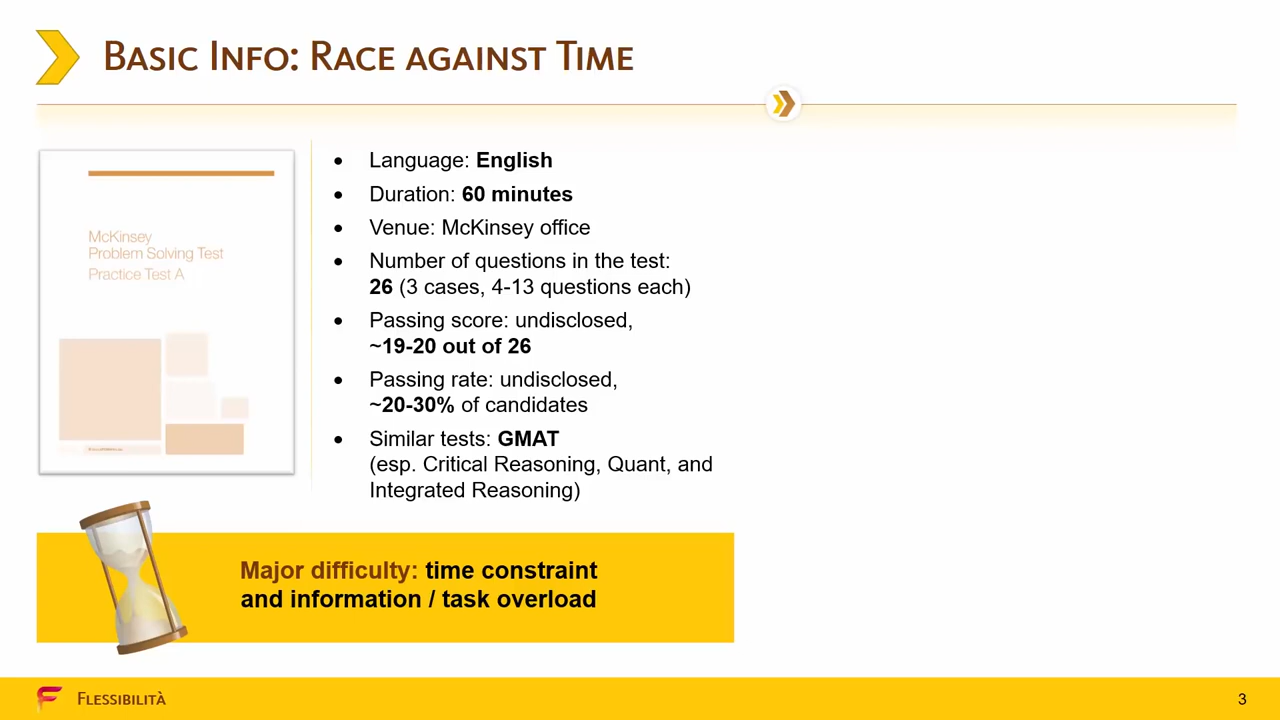 Basic Info: Race against Time
McKinsey
Problem Solving Test
Practice Test A
• Language: English
• Duration: 60 minutes
• Venue: McKinsey office
• Number of questions in the test:
26 (3 cases, 4-13 questions each)
• Passing score: undisclosed,
~19-20 out of 26
• Passing rate: undisclosed,
~20-30% of candidates
• Similar tests: GMAT
(esp. Critical Reasoning, Quant, and
Integrated Reasoning)
Major difficulty: time constraint
and information / task overload
Flessibilità
3